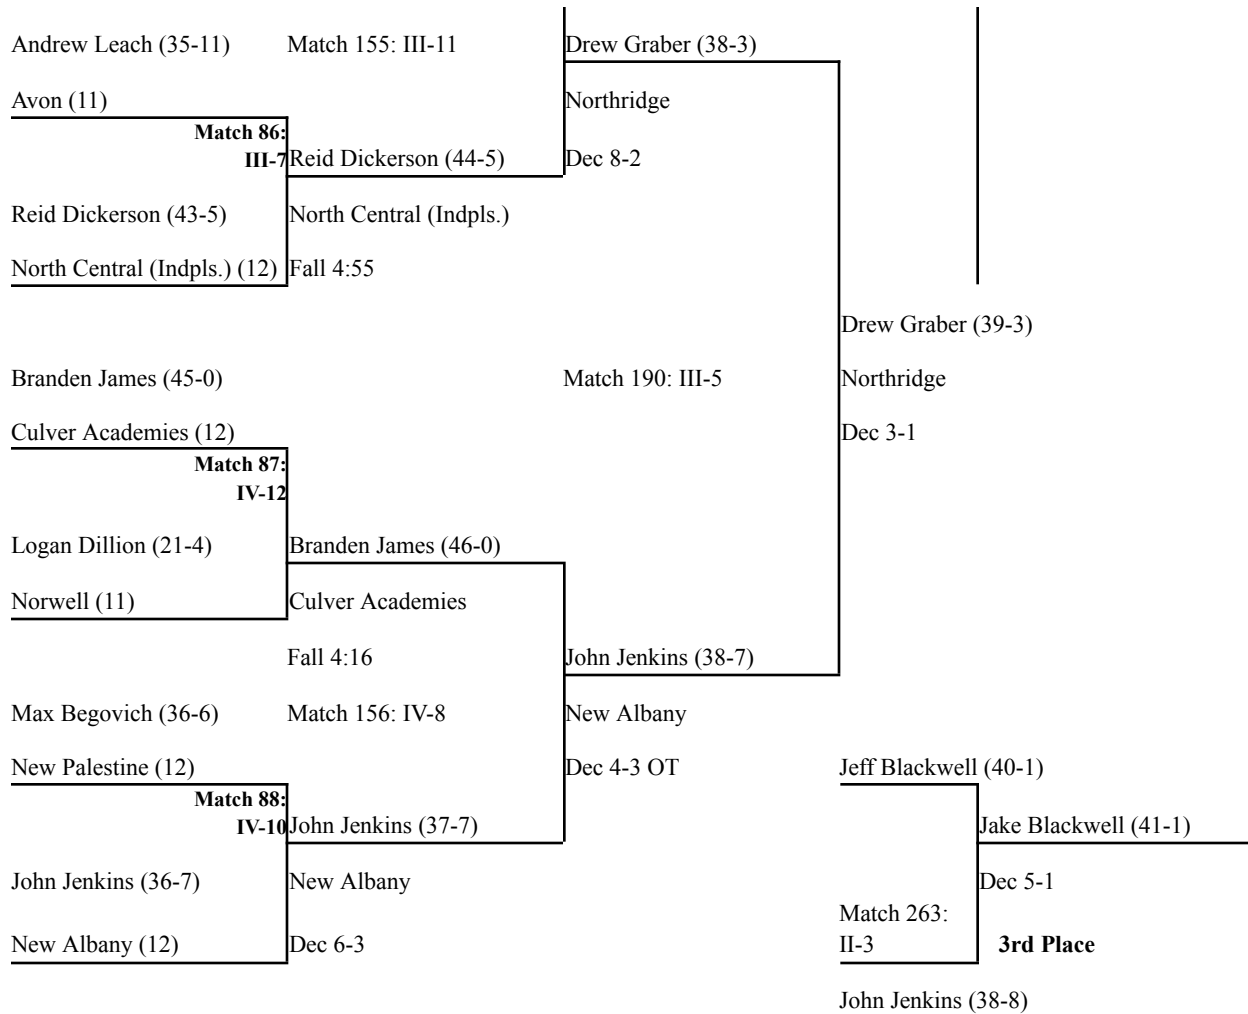 Andrew Leach (35-11) Match 155: III-11 Drew Graber (38-3)
Avon (11) Northridge
Match 86:
III-7 Reid Dickerson (44-5) Dec 8-2
Reid Dickerson (43-5) North Central (Indpls.)
North Central (Indpls.) (12) Fall 4:55
Drew Graber (39-3)
Branden James (45-0) Match 190: III-5 Northridge
Culver Academies (12) Dec 3-1
Match 87:
IV-12
Logan Dillion (21-4) Branden James (46-0)
Norwell (11) Culver Academies
Fall 4:16 John Jenkins (38-7)
Max Begovich (36-6) Match 156: IV-8 New Albany
New Palestine (12) Dec 4-3 OT Jeff Blackwell (40-1)
Match 88:
IV-10 John Jenkins (37-7) Jake Blackwell (41-1)
John Jenkins (36-7) New Albany Dec 5-1
Match 263:
New Albany (12) Dec 6-3 II-3 3rd Place
John Jenkins (38-8)